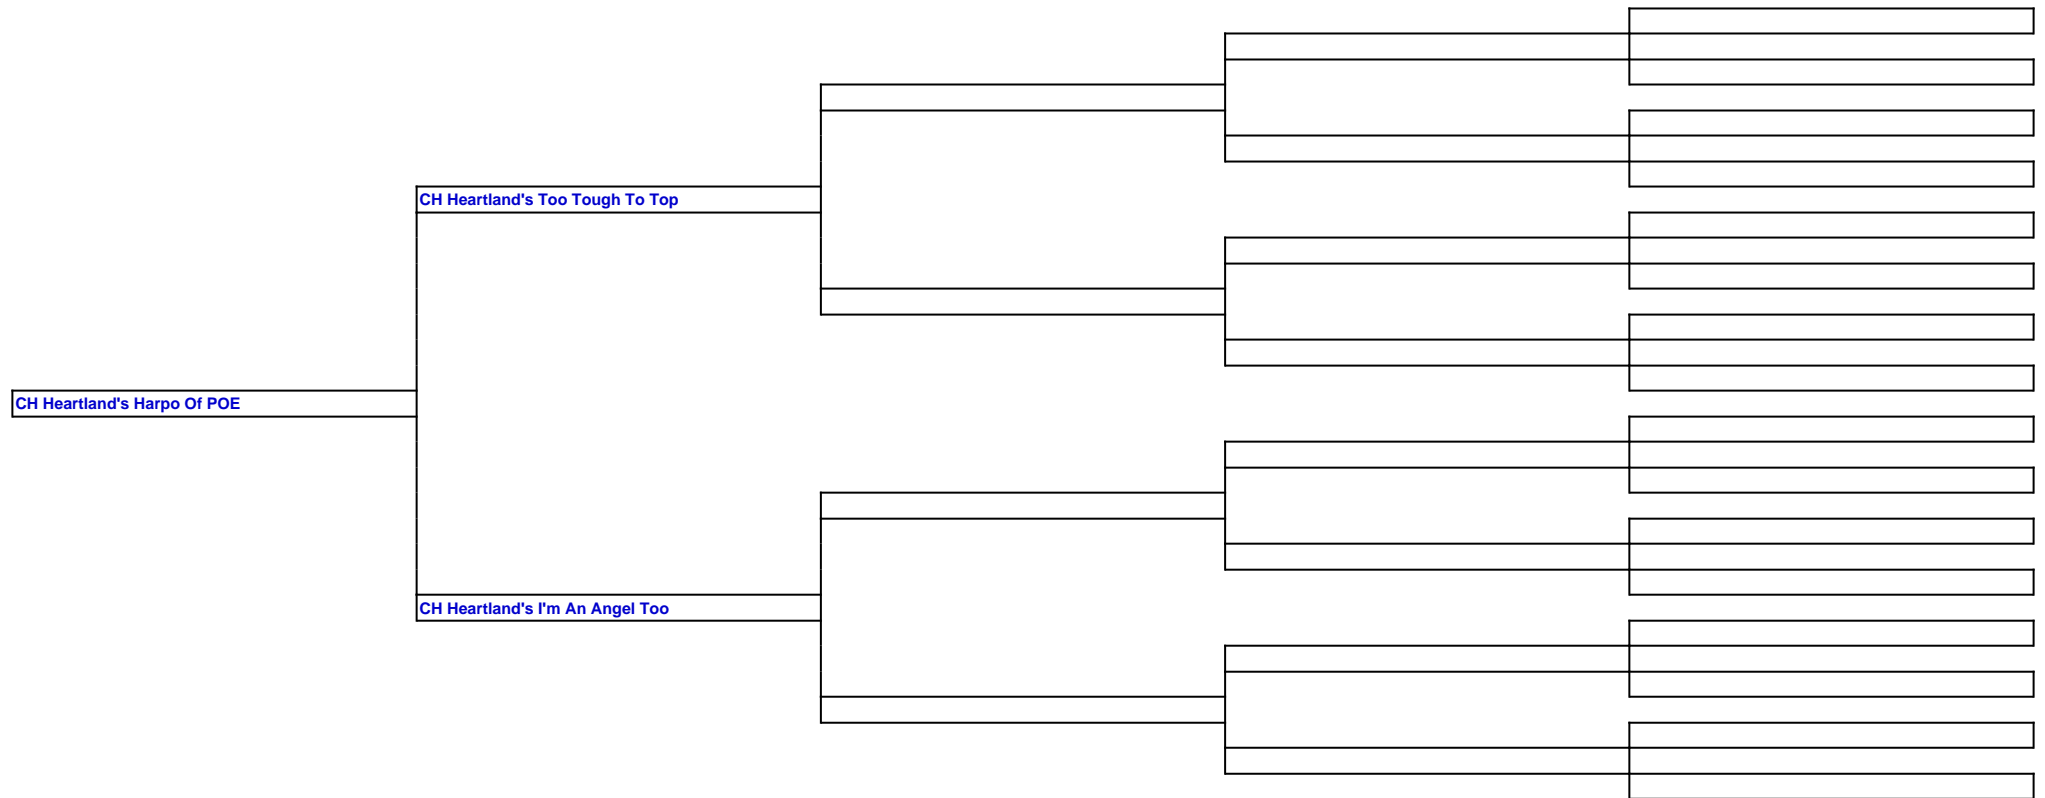 CH Heartland's Too Tough To Top
CH Heartland's Harpo Of POE
CH Heartland's I'm An Angel Too